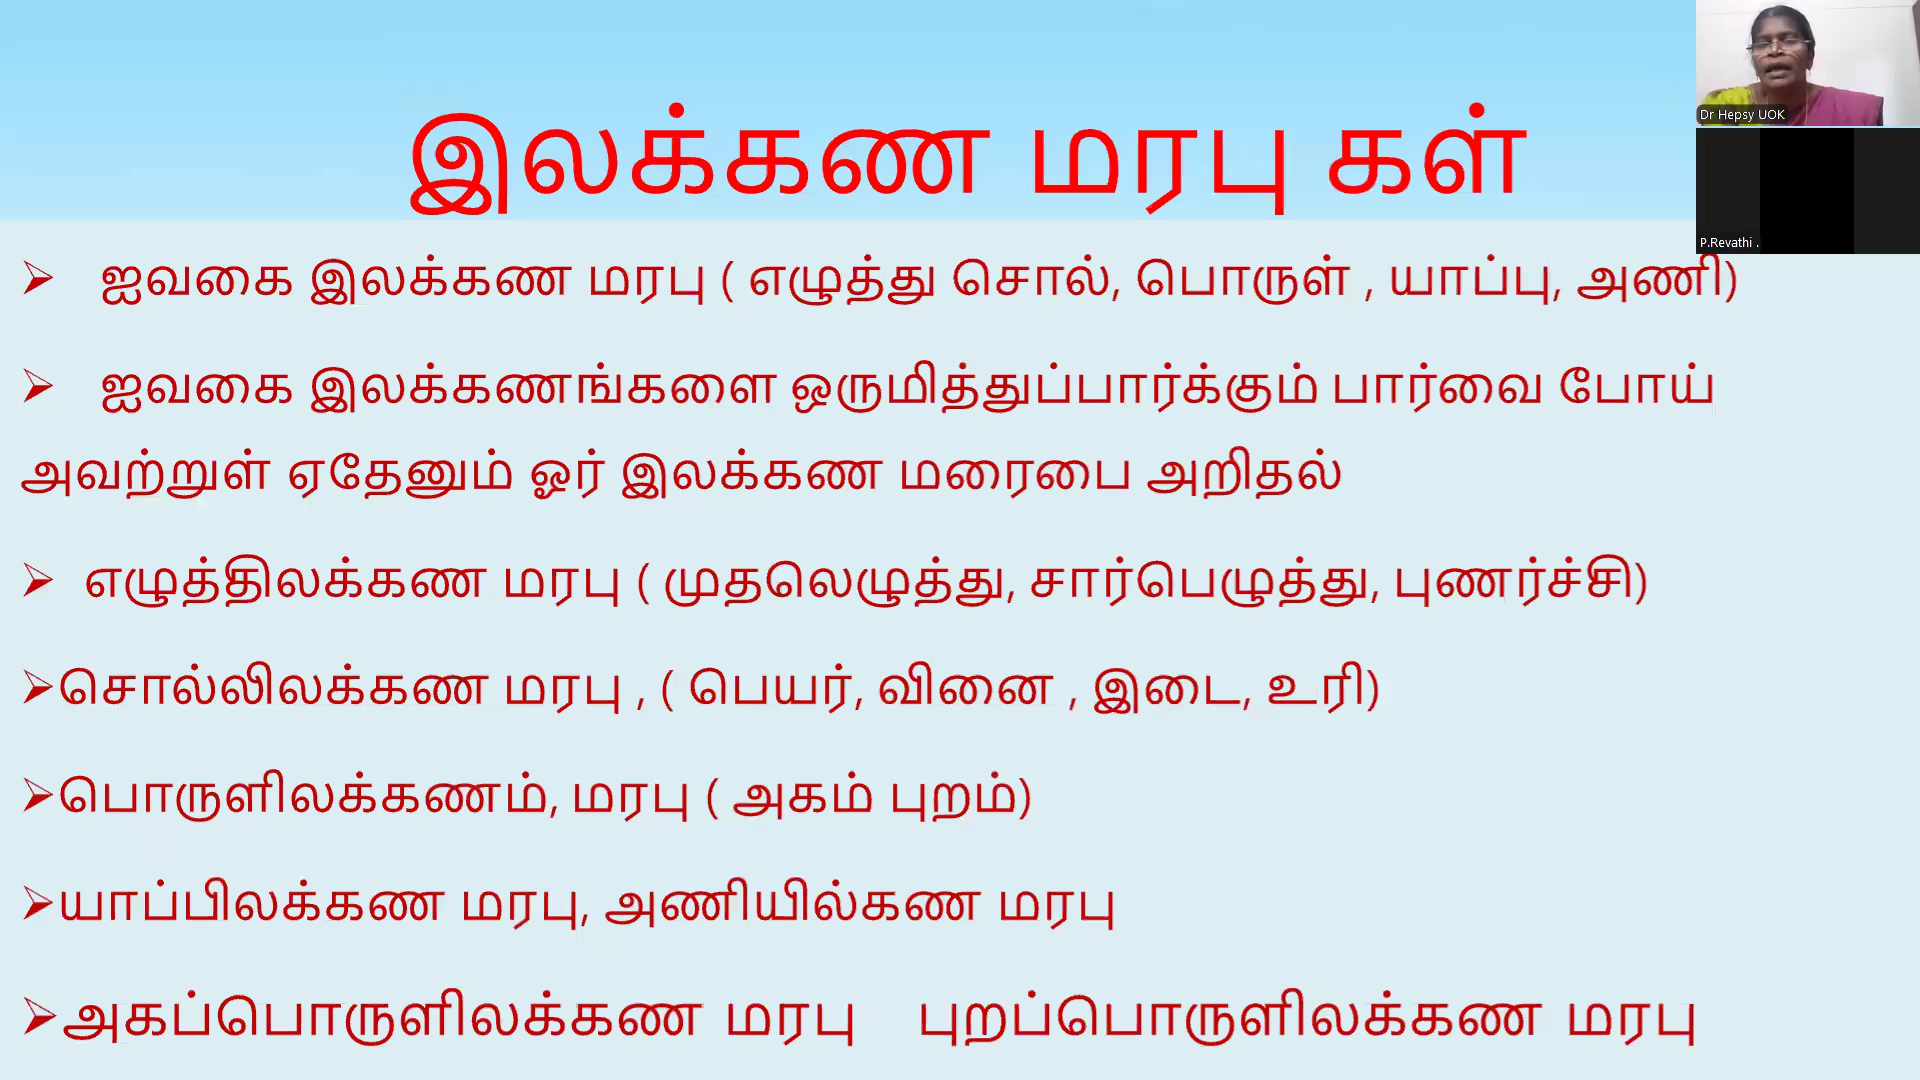 இலக்கண மரபு கள்
Dr Hepsy UOK
P.Revathi .
➢ ஐவகை இலக்கண மரபு ( எழுத்து சொல், பொருள் , யாப்பு, அணி)
➢ ஐவகை இலக்கணங்களை ஒருமித்துப்பார்க்கும் பார்வை போய்
அவற்றுள் ஏதேனும் ஓர் இலக்கண மரைபை அறிதல்
➢ எழுத்திலக்கண மரபு ( முதலெழுத்து, சார்பெழுத்து, புணர்ச்சி)
➢சொல்லிலக்கண மரபு , ( பெயர், வினை , இடை, உரி)
➢பொருளிலக்கணம், மரபு ( அகம் புறம்)
➢யாப்பிலக்கண மரபு, அணியில்கண மரபு
➢அகப்பொருளிலக்கண மரபு புறப்பொருளிலக்கண மரபு